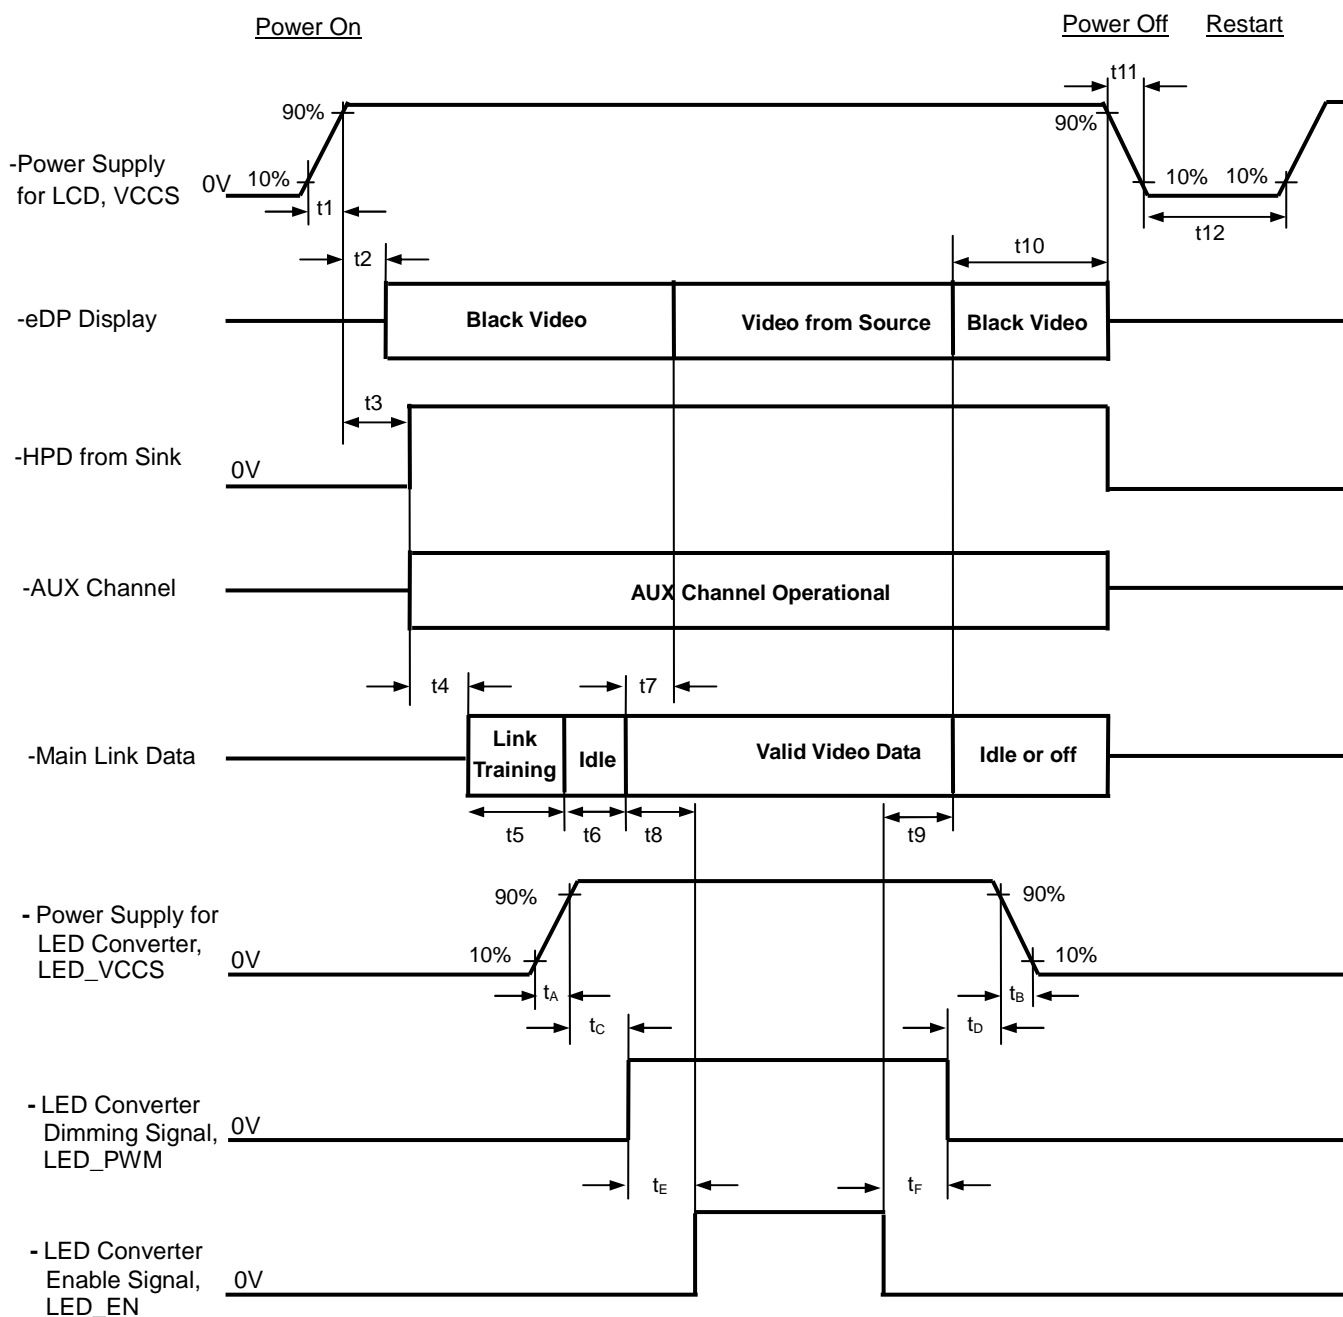 Power On
Power Off Restart
t11
90%
90%
-Power Supply
for LCD, VCCS
0V
10%
10%
10%
t1
t12
t2
t10
-eDP Display
Black Video
Video from Source
Black Video
t3
-HPD from Sink
0V
-AUX Channel
AUX Channel Operational
t4
t7
-Main Link Data
Link
Training
Idle
Valid Video Data
Idle or off
t5
t6
t8
t9
90%
90%
- Power Supply for
LED Converter,
LED_VCCS
0V
10%
10%
tA
tB
tC
tD
- LED Converter
Dimming Signal,
LED_PWM
0V
tE
tF
- LED Converter
Enable Signal,
LED_EN
0V